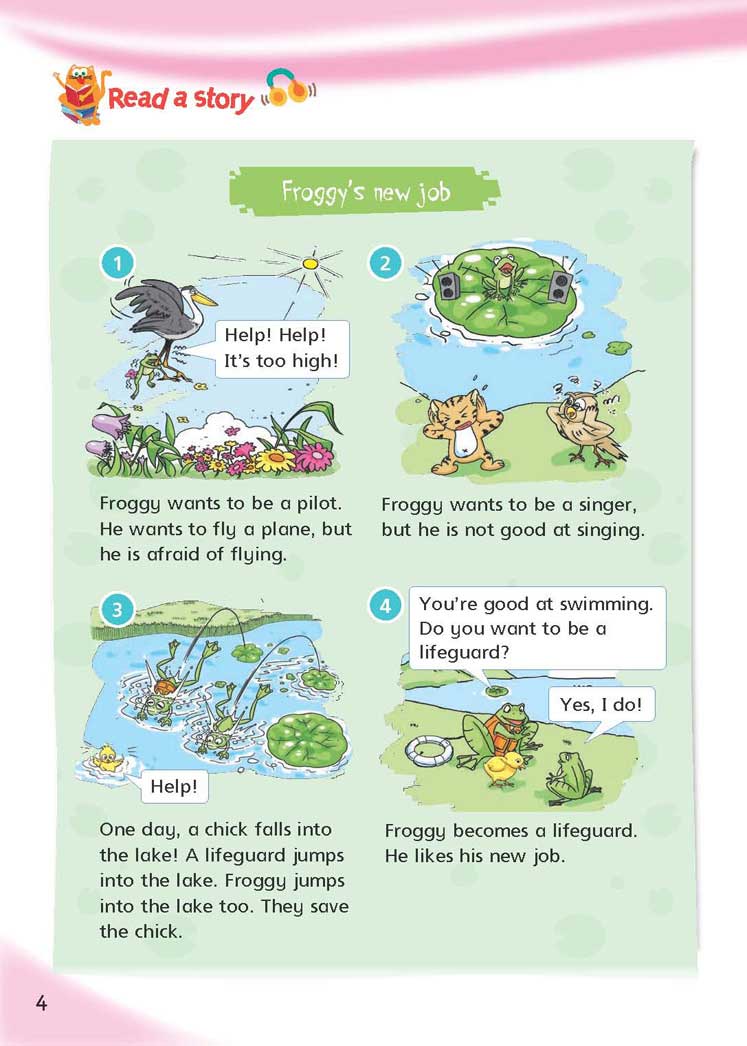 Read a story
Froggy's new job
1
Help! Help!
It's too high!
Froggy wants to be a pilot.
He wants to fly a plane, but
he is afraid of flying.
2
Froggy wants to be a singer,
but he is not good at singing.
3
Help!
One day, a chick falls into
the lake! A lifeguard jumps
into the lake. Froggy jumps
into the lake too. They save
the chick.
4
You're good at swimming.
Do you want to be a
lifeguard?
Yes, I do!
Froggy becomes a lifeguard.
He likes his new job.
4